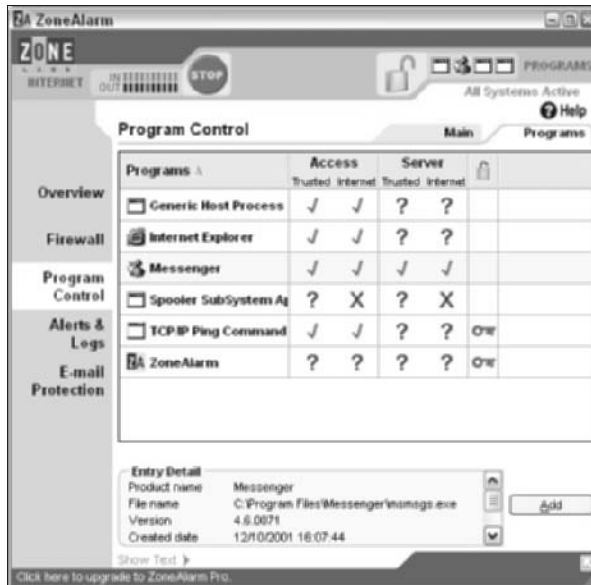 ZA ZoneAlarm
ZONE
LABS
INTERNET
IN
OUT
STOP
PROGRAMS
All Systems Active
Help
Program Control
Main
Programs
Overview
Firewall
Program Control
Alerts & Logs
E-mail Protection
Programs
Access
Server
Trusted Internet Trusted Internet
Generic Host Process √ √ ? ?
Internet Explorer √ √ ? ?
Messenger √ √ √ √
Spooler SubSystem Ap ? X ? X
TCP/IP Ping Command √ √ ? ?
ZA ZoneAlarm ? ? ? ?
Entry Detail
Product name Messenger
File name C:\Program Files\Messenger\msmsgs.exe
Version 4.6.0071
Created date 12/10/2001 16:07:44
Add
Show Text
Click here to upgrade to ZoneAlarm Pro.